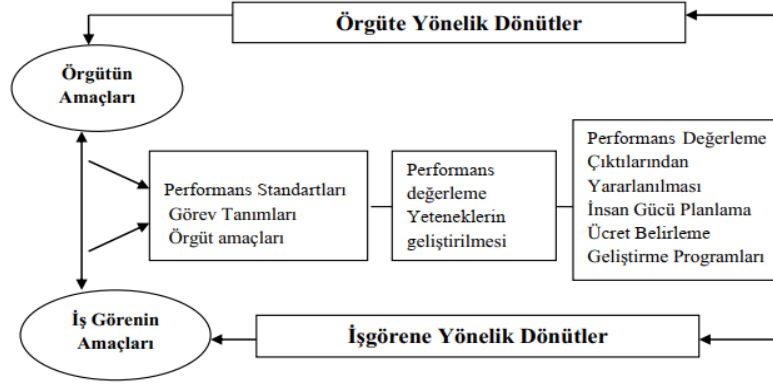 Örgüte Yönelik Dönütler
Örgütün
Amaçları
Performans Standartları
Görev Tanımları
Örgüt amaçları
Performans
değerleme
Yeteneklerin
geliştirilmesi
Performans Değerleme
Çıktılarından
Yararlanılması
İnsan Gücü Planlama
Ücret Belirleme
Geliştirme Programları
İş Görenin
Amaçları
İşgörene Yönelik Dönütler